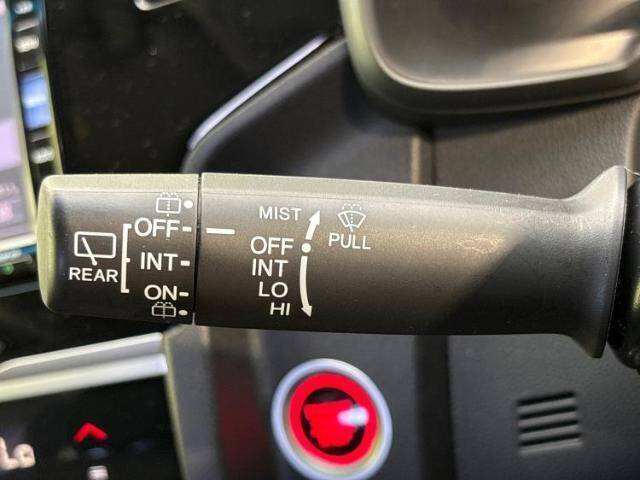 MIST
OFF
INT
LO
HI
PULL
REAR
OFF
INT
ON